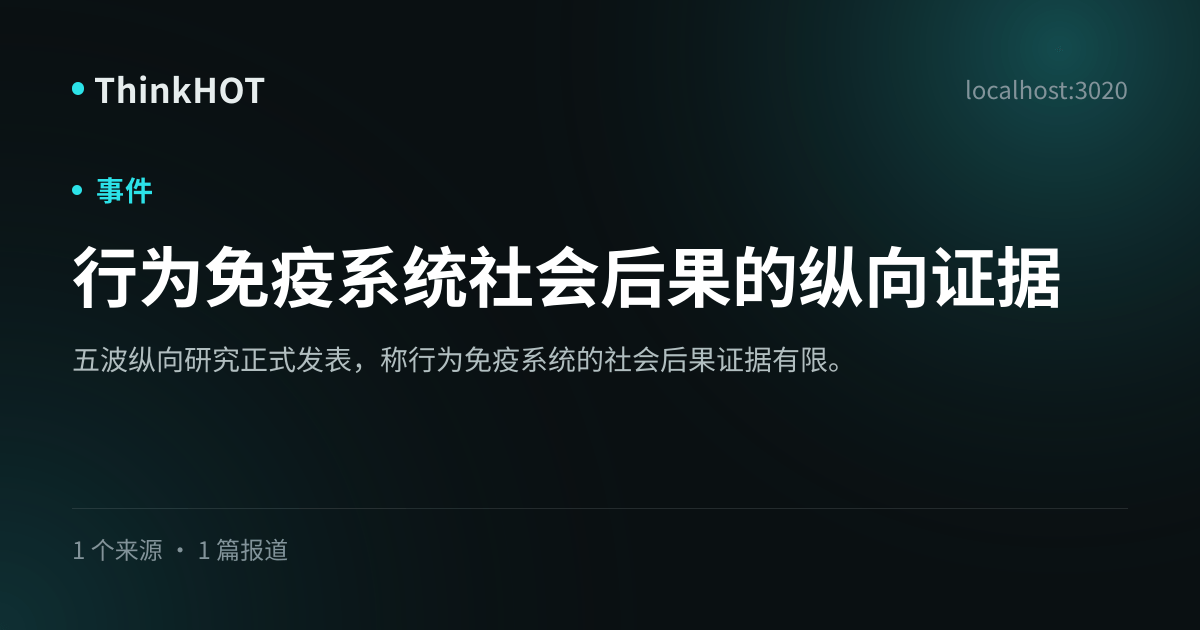 ThinkHOT
localhost:3020
事件
行为免疫系统社会后果的纵向证据
五波纵向研究正式发表，称行为免疫系统的社会后果证据有限。
1 个来源 · 1 篇报道